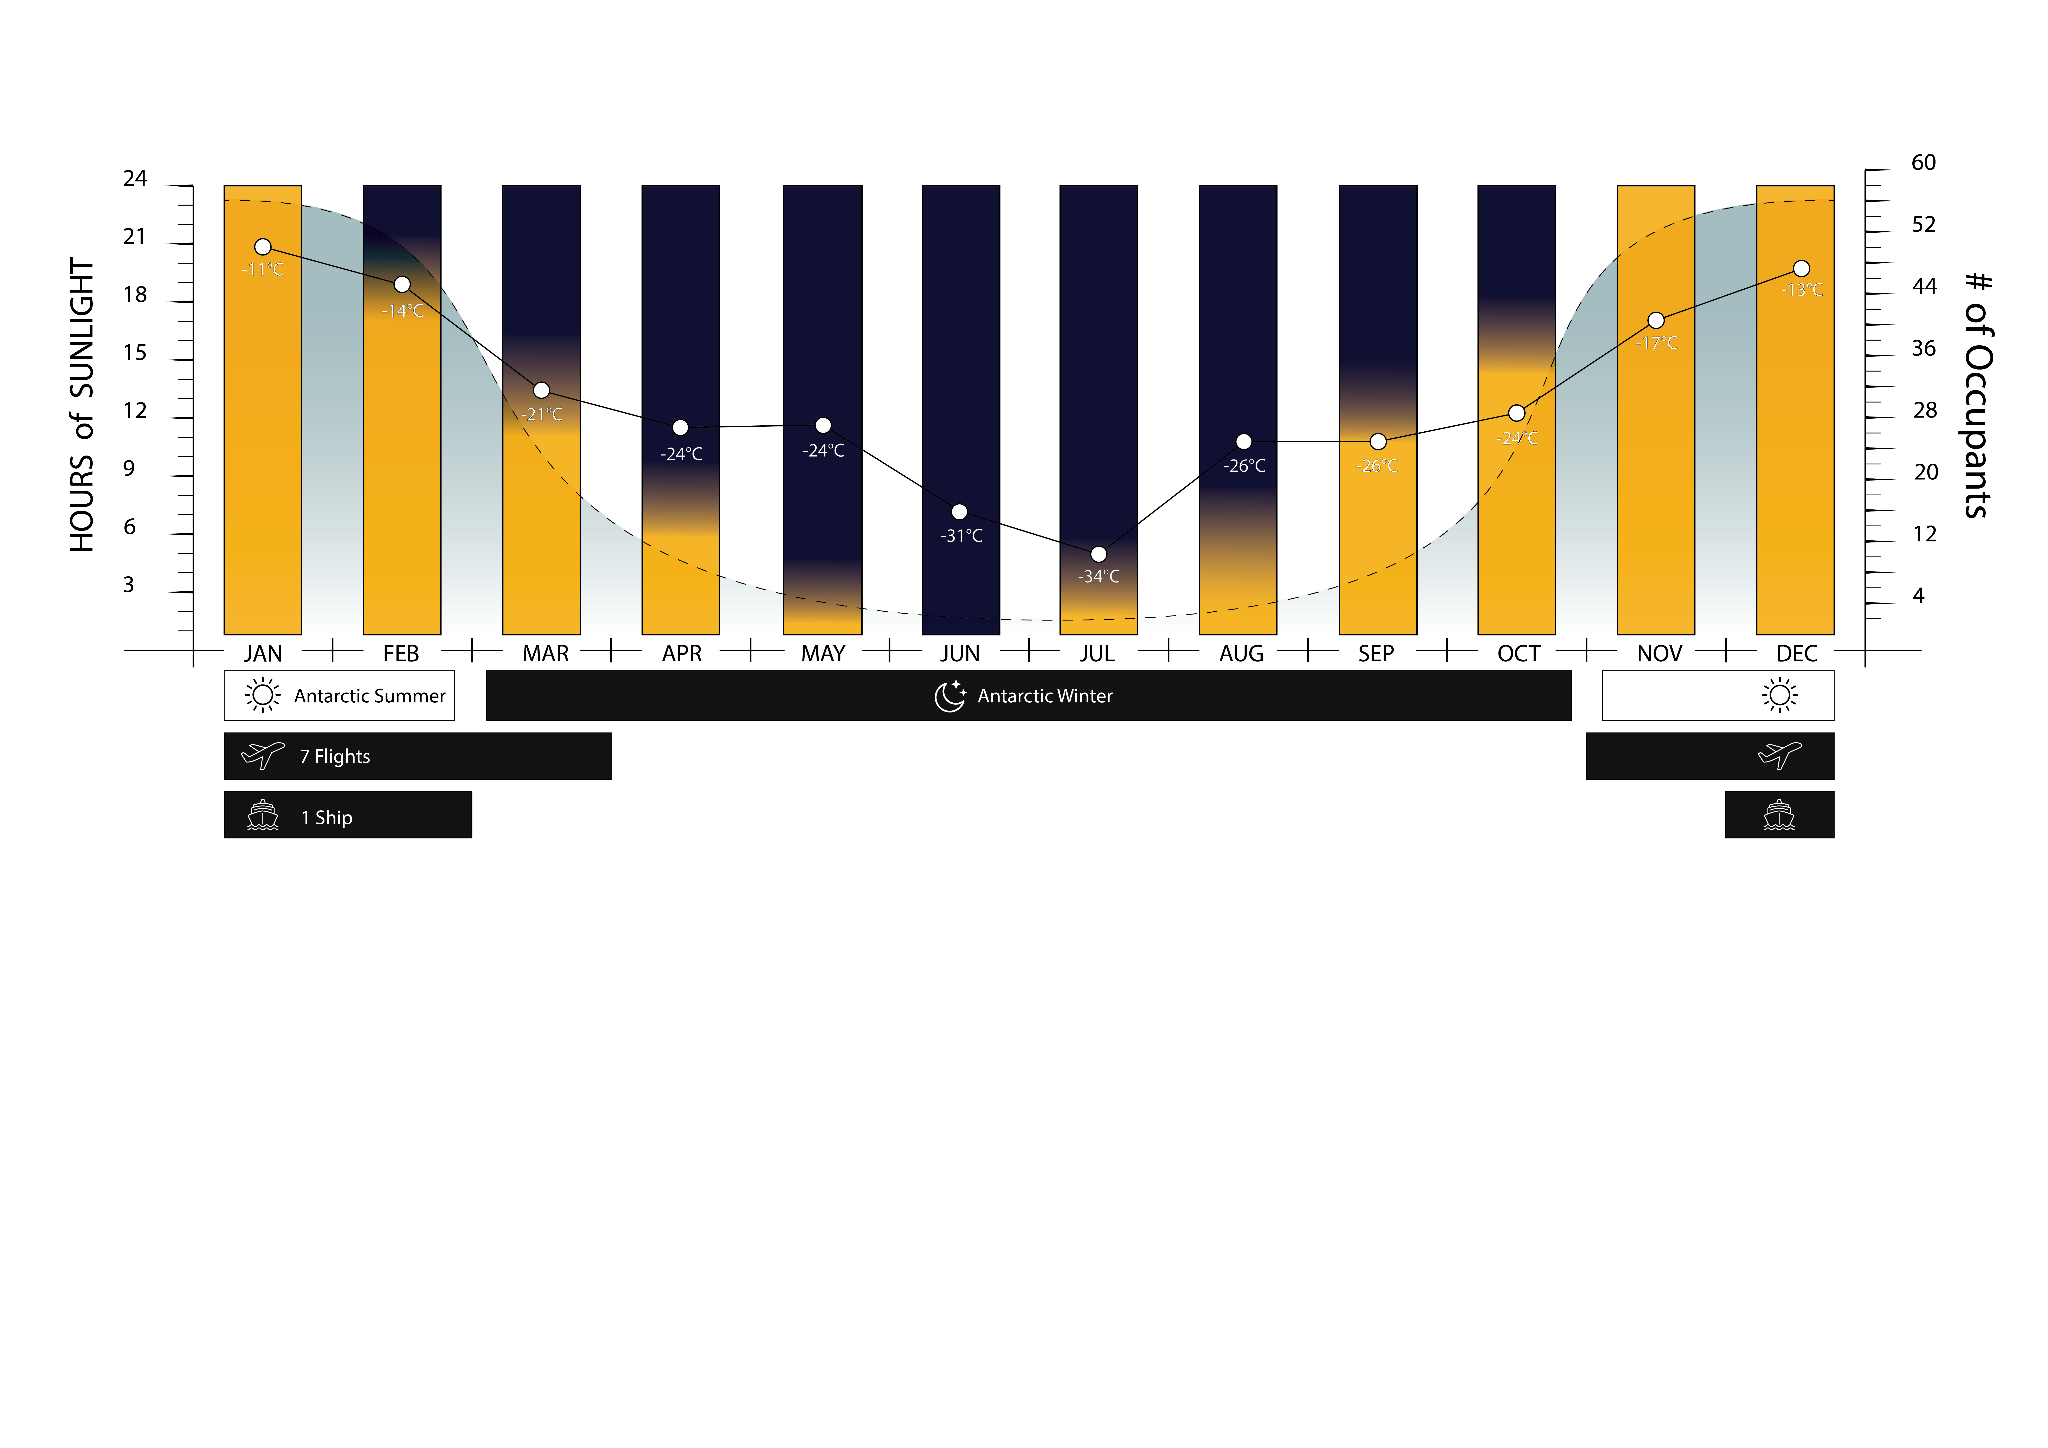 24
21
18
15
12
9
6
3
HOURS of SUNLIGHT
60
52
44
36
28
20
12
4
# of Occupants
-11°C
-14°C
-21°C
-24°C
-24°C
-31°C
-34°C
-26°C
-26°C
-24°C
-17°C
-13°C
JAN FEB MAR APR MAY JUN JUL AUG SEP OCT NOV DEC
Antarctic Summer
Antarctic Winter
7 Flights
1 Ship